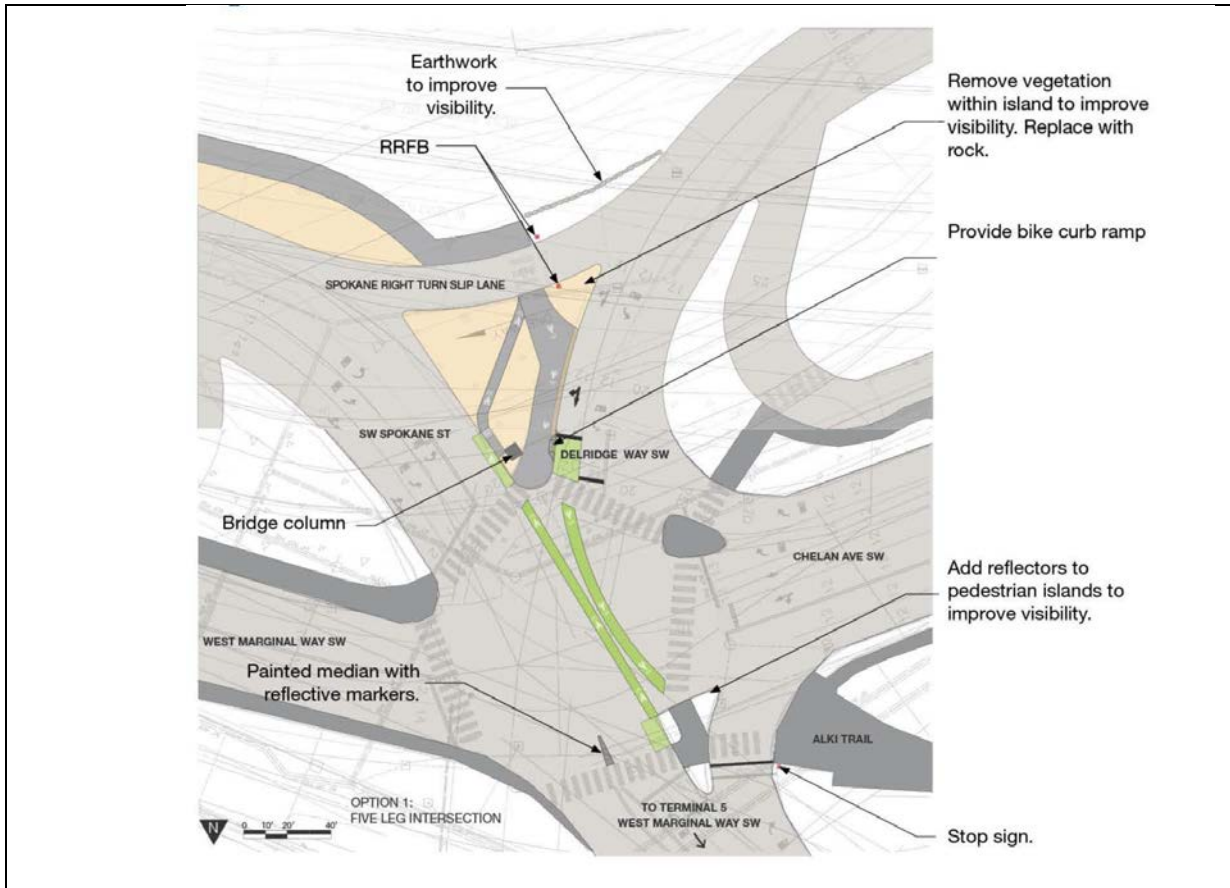 Earthwork
to improve
visibility.
RRFB
Remove vegetation
within island to improve
visibility. Replace with
rock.
Provide bike curb ramp
SPOKANE RIGHT TURN SLIP LANE
SW SPOKANE ST
DELRIDGE WAY SW
Bridge column
CHELAN AVE SW
Add reflectors to
pedestrian islands to
improve visibility.
WEST MARGINAL WAY SW
Painted median with
reflective markers.
ALKI TRAIL
OPTION 1:
FIVE LEG INTERSECTION
N
0 10' 20' 40'
TO TERMINAL 5
WEST MARGINAL WAY SW
Stop sign.